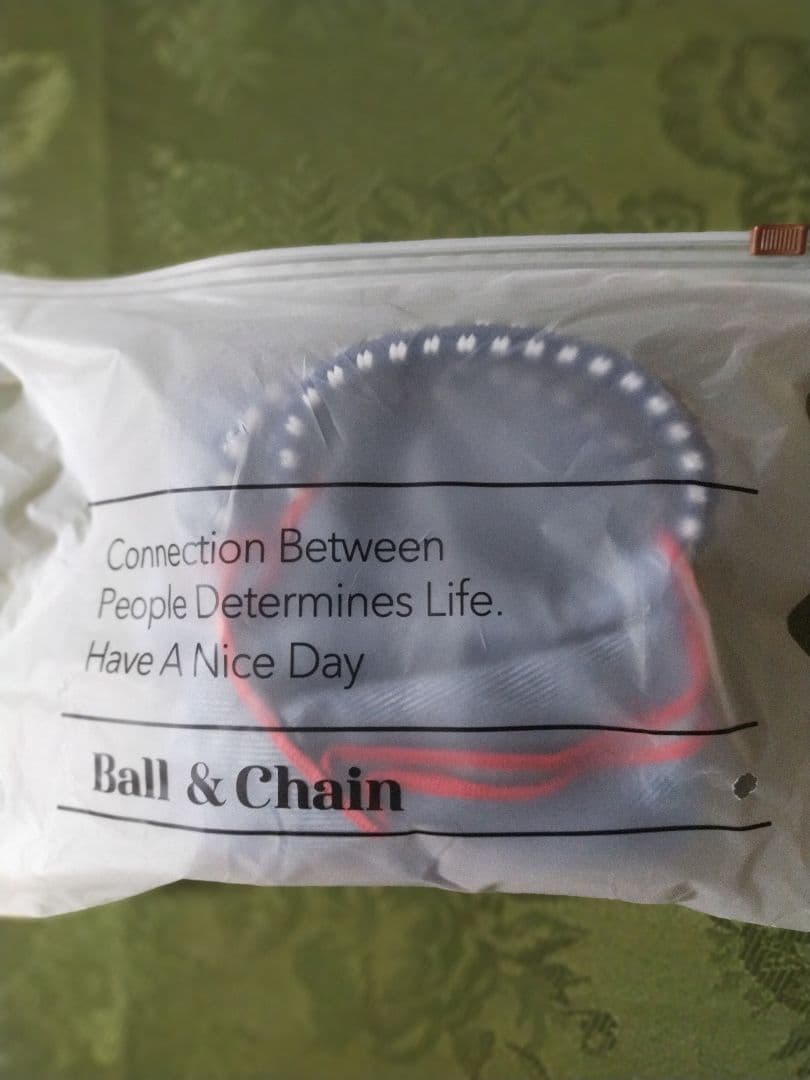 Connection Between
People Determines Life.
Have A Nice Day
Ball & Chain